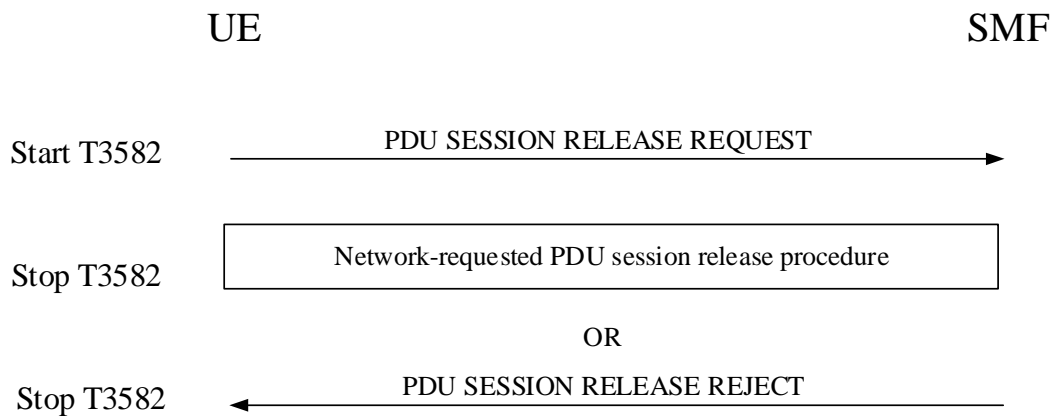 UE
SMF
Start T3582
PDU SESSION RELEASE REQUEST
Network-requested PDU session release procedure
Stop T3582
OR
PDU SESSION RELEASE REJECT
Stop T3582